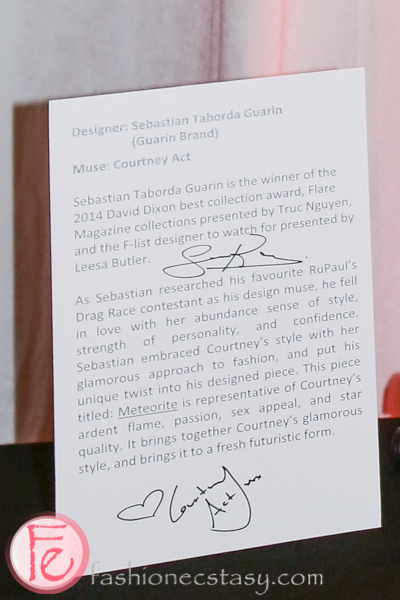 Designer: Sebastian Taborda Guarin
(Guarin Brand)
Muse: Courtney Act
Sebastian Taborda Guarin is the winner of the
2014 David Dixon best collection award, Flare
Magazine collections presented by Truc Nguyen,
and the F-list designer to watch for presented by
Leesa Butler.
As Sebastian researched his favourite RuPaul's
Drag Race contestant as his design muse, he fell
in love with her abundance sense of style,
strength of personality, and confidence.
Sebastian embraced Courtney's style with her
glamorous approach to fashion, and put his
unique twist into his designed piece. This piece
titled: Meteorite is representative of Courtney's
ardent flame, passion, sex appeal, and star
quality. It brings together Courtney's glamorous
style, and brings it to a fresh futuristic form.
Courtney
Act
Fe
fashionecstasy.com